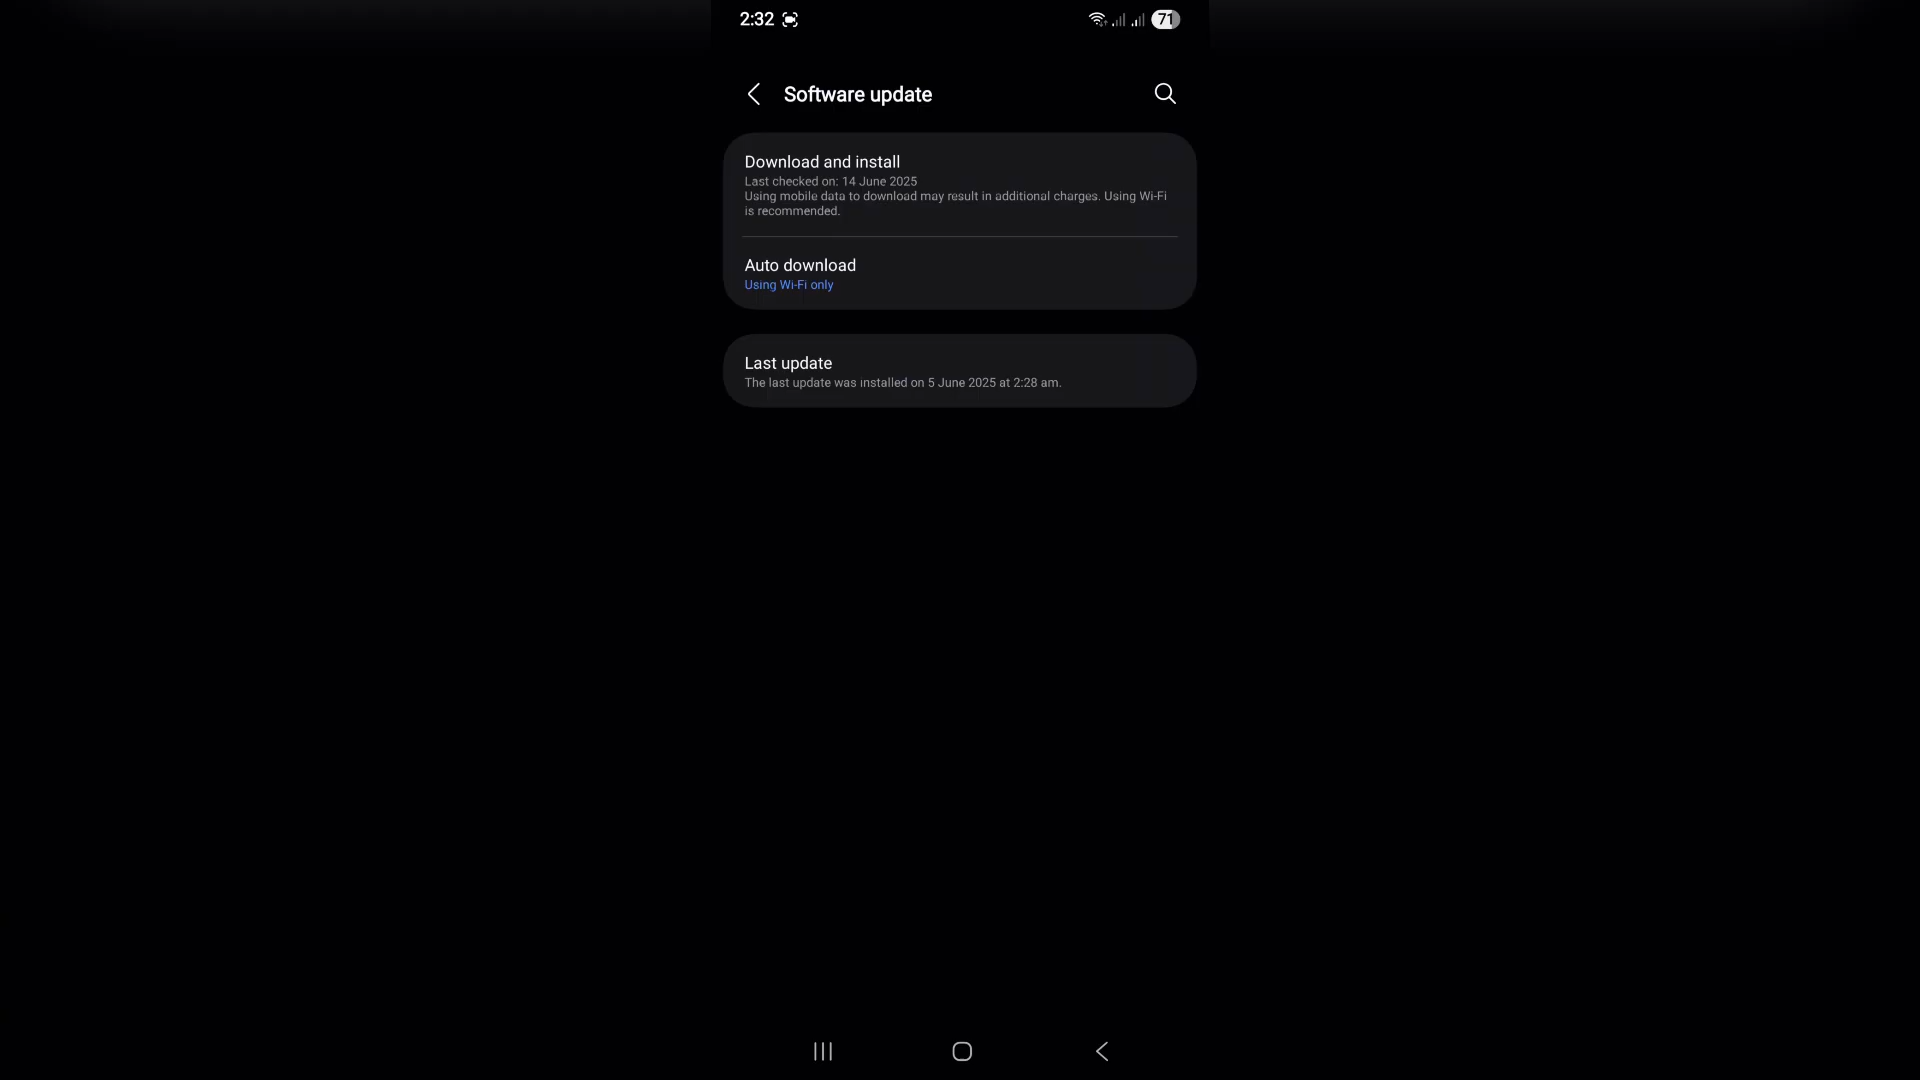 2:32
71
Software update
Download and install
Last checked on: 14 June 2025
Using mobile data to download may result in additional charges. Using Wi-Fi
is recommended.
Auto download
Using Wi-Fi only
Last update
The last update was installed on 5 June 2025 at 2:28 am.